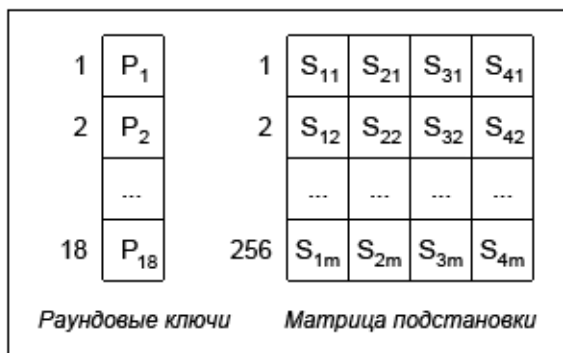 1 P₁ 1 S₁₁ S₂₁ S₃₁ S₄₁
2 P₂ 2 S₁₂ S₂₂ S₃₂ S₄₂
... ... ... ... ...
18 P₁₈ 256 S₁ₘ S₂ₘ S₃ₘ S₄ₘ
Раундовые ключи Матрица подстановки